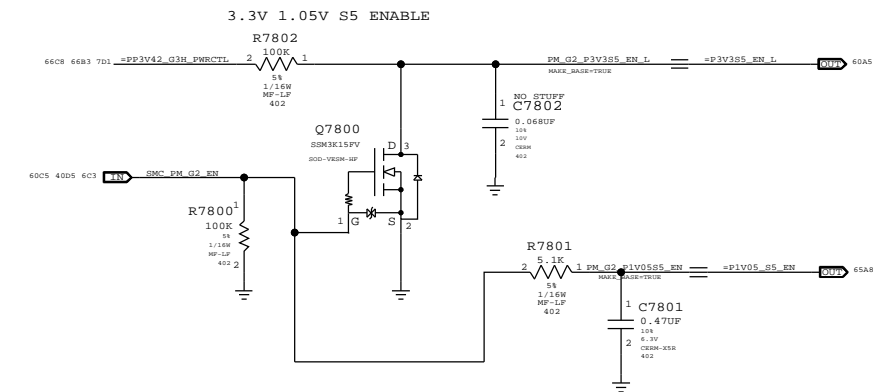 3.3V 1.05V S5 ENABLE
R7802
100K
66C8 66B3 7D1 =PP3V42_G3H_PWRCTL 2 1
5%
1/16W
MF-LF
402
PM_G2_P3V3S5_EN_L =P3V3S5_EN_L OUT 60A5
MAKE_BASE=TRUE
NO STUFF
1 C7802
0.068UF
10%
10V
2 CERM
402
Q7800
SSM3K15FV
SOD-VESM-HF
D 3
1 G S 2
60C5 40D5 6C3 IN SMC_PM_G2_EN
R7800 1
100K
5%
1/16W
MF-LF
402 2
R7801
5.1K
2 1 PM_G2_P1V05S5_EN =P1V05_S5_EN OUT 65A8
MAKE_BASE=TRUE
5%
1/16W
MF-LF
402
1 C7801
0.47UF
10%
2 6.3V
CERM-X5R
402